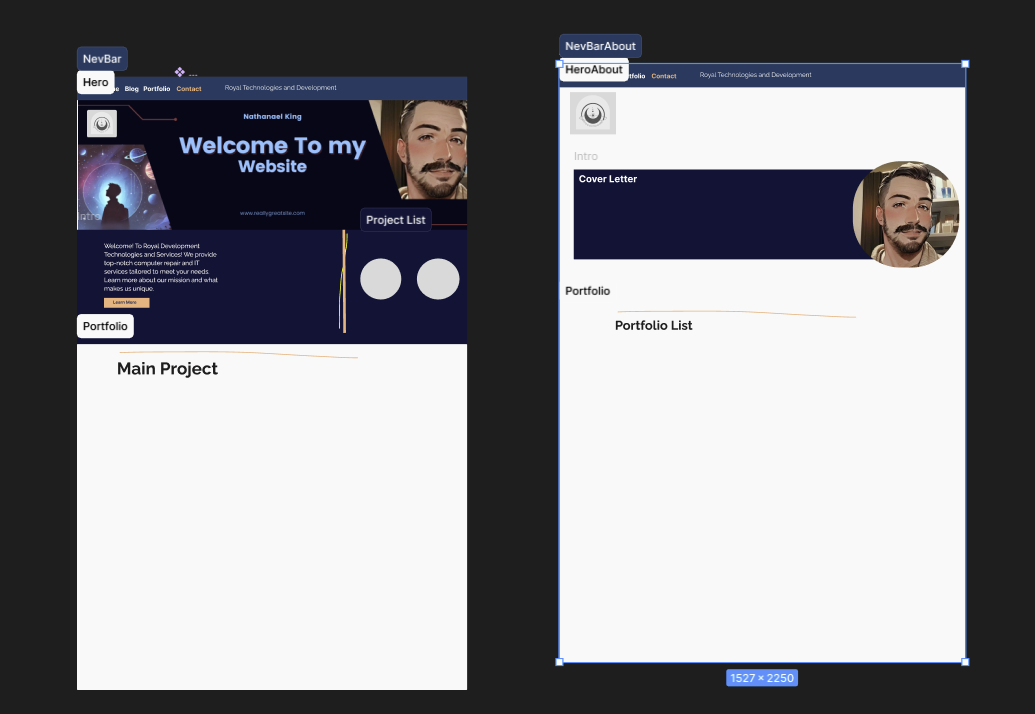 NevBar
Hero
Blog Portfolio Contact
Royal Technologies and Development
Nathanael King
Welcome To my
Website
www.reallygreatsite.com
Intro
Project List
Welcome! To Royal Development
Technologies and Services! We provide
top-notch computer repair and IT
services tailored to meet your needs.
Learn more about our mission and what
makes us unique.
Learn More
Portfolio
Main Project
NevBarAbout
HeroAbout
Contact
Royal Technologies and Development
Intro
Cover Letter
Portfolio
Portfolio List
1527 × 2250